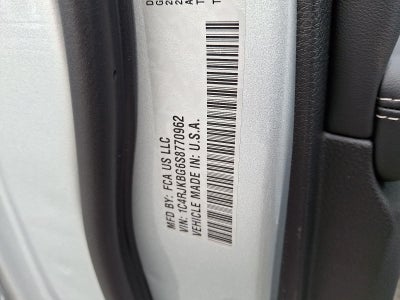 MFD BY: FCA US LLC
VIN: 1C4RJKBG6S8770962
VEHICLE MADE IN: U.S.A.